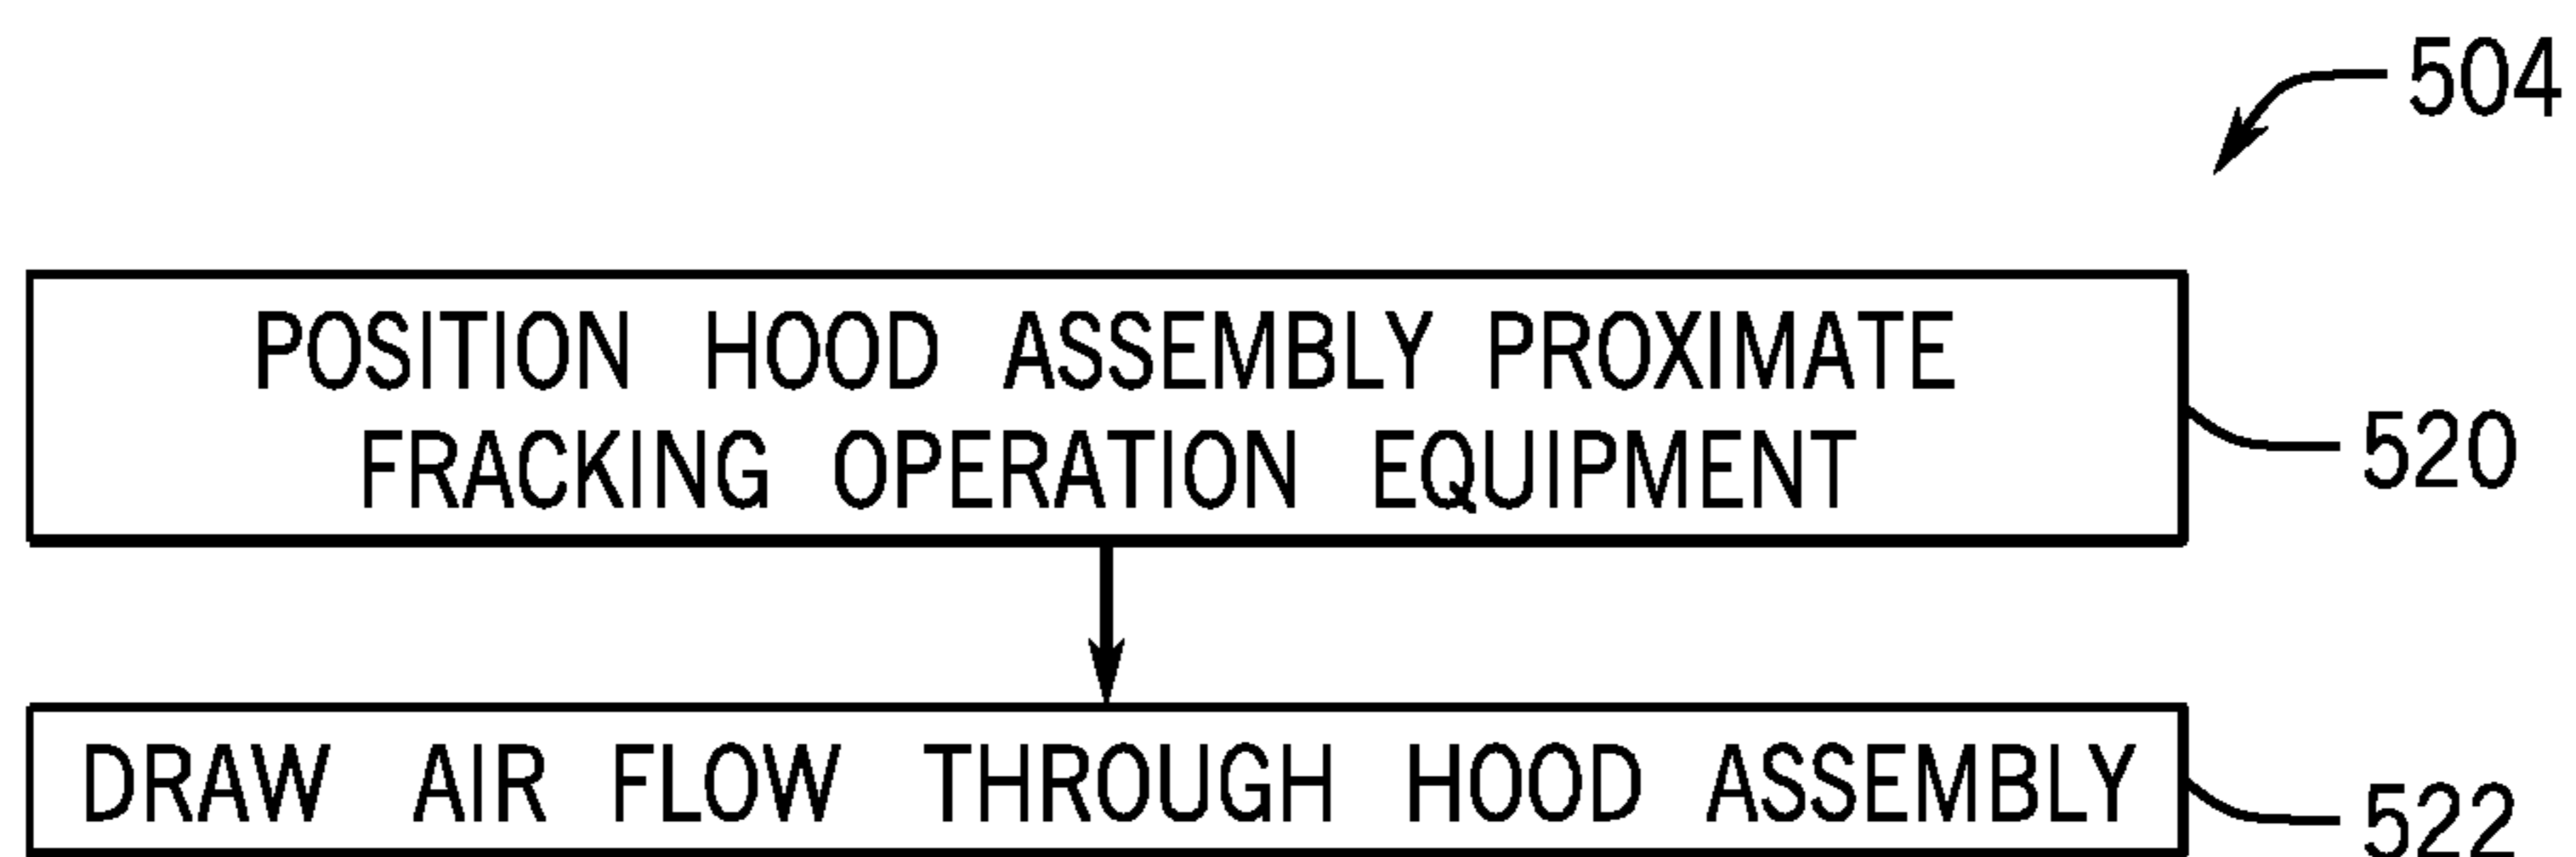 504
POSITION HOOD ASSEMBLY PROXIMATE
FRACKING OPERATION EQUIPMENT
520
DRAW AIR FLOW THROUGH HOOD ASSEMBLY
522